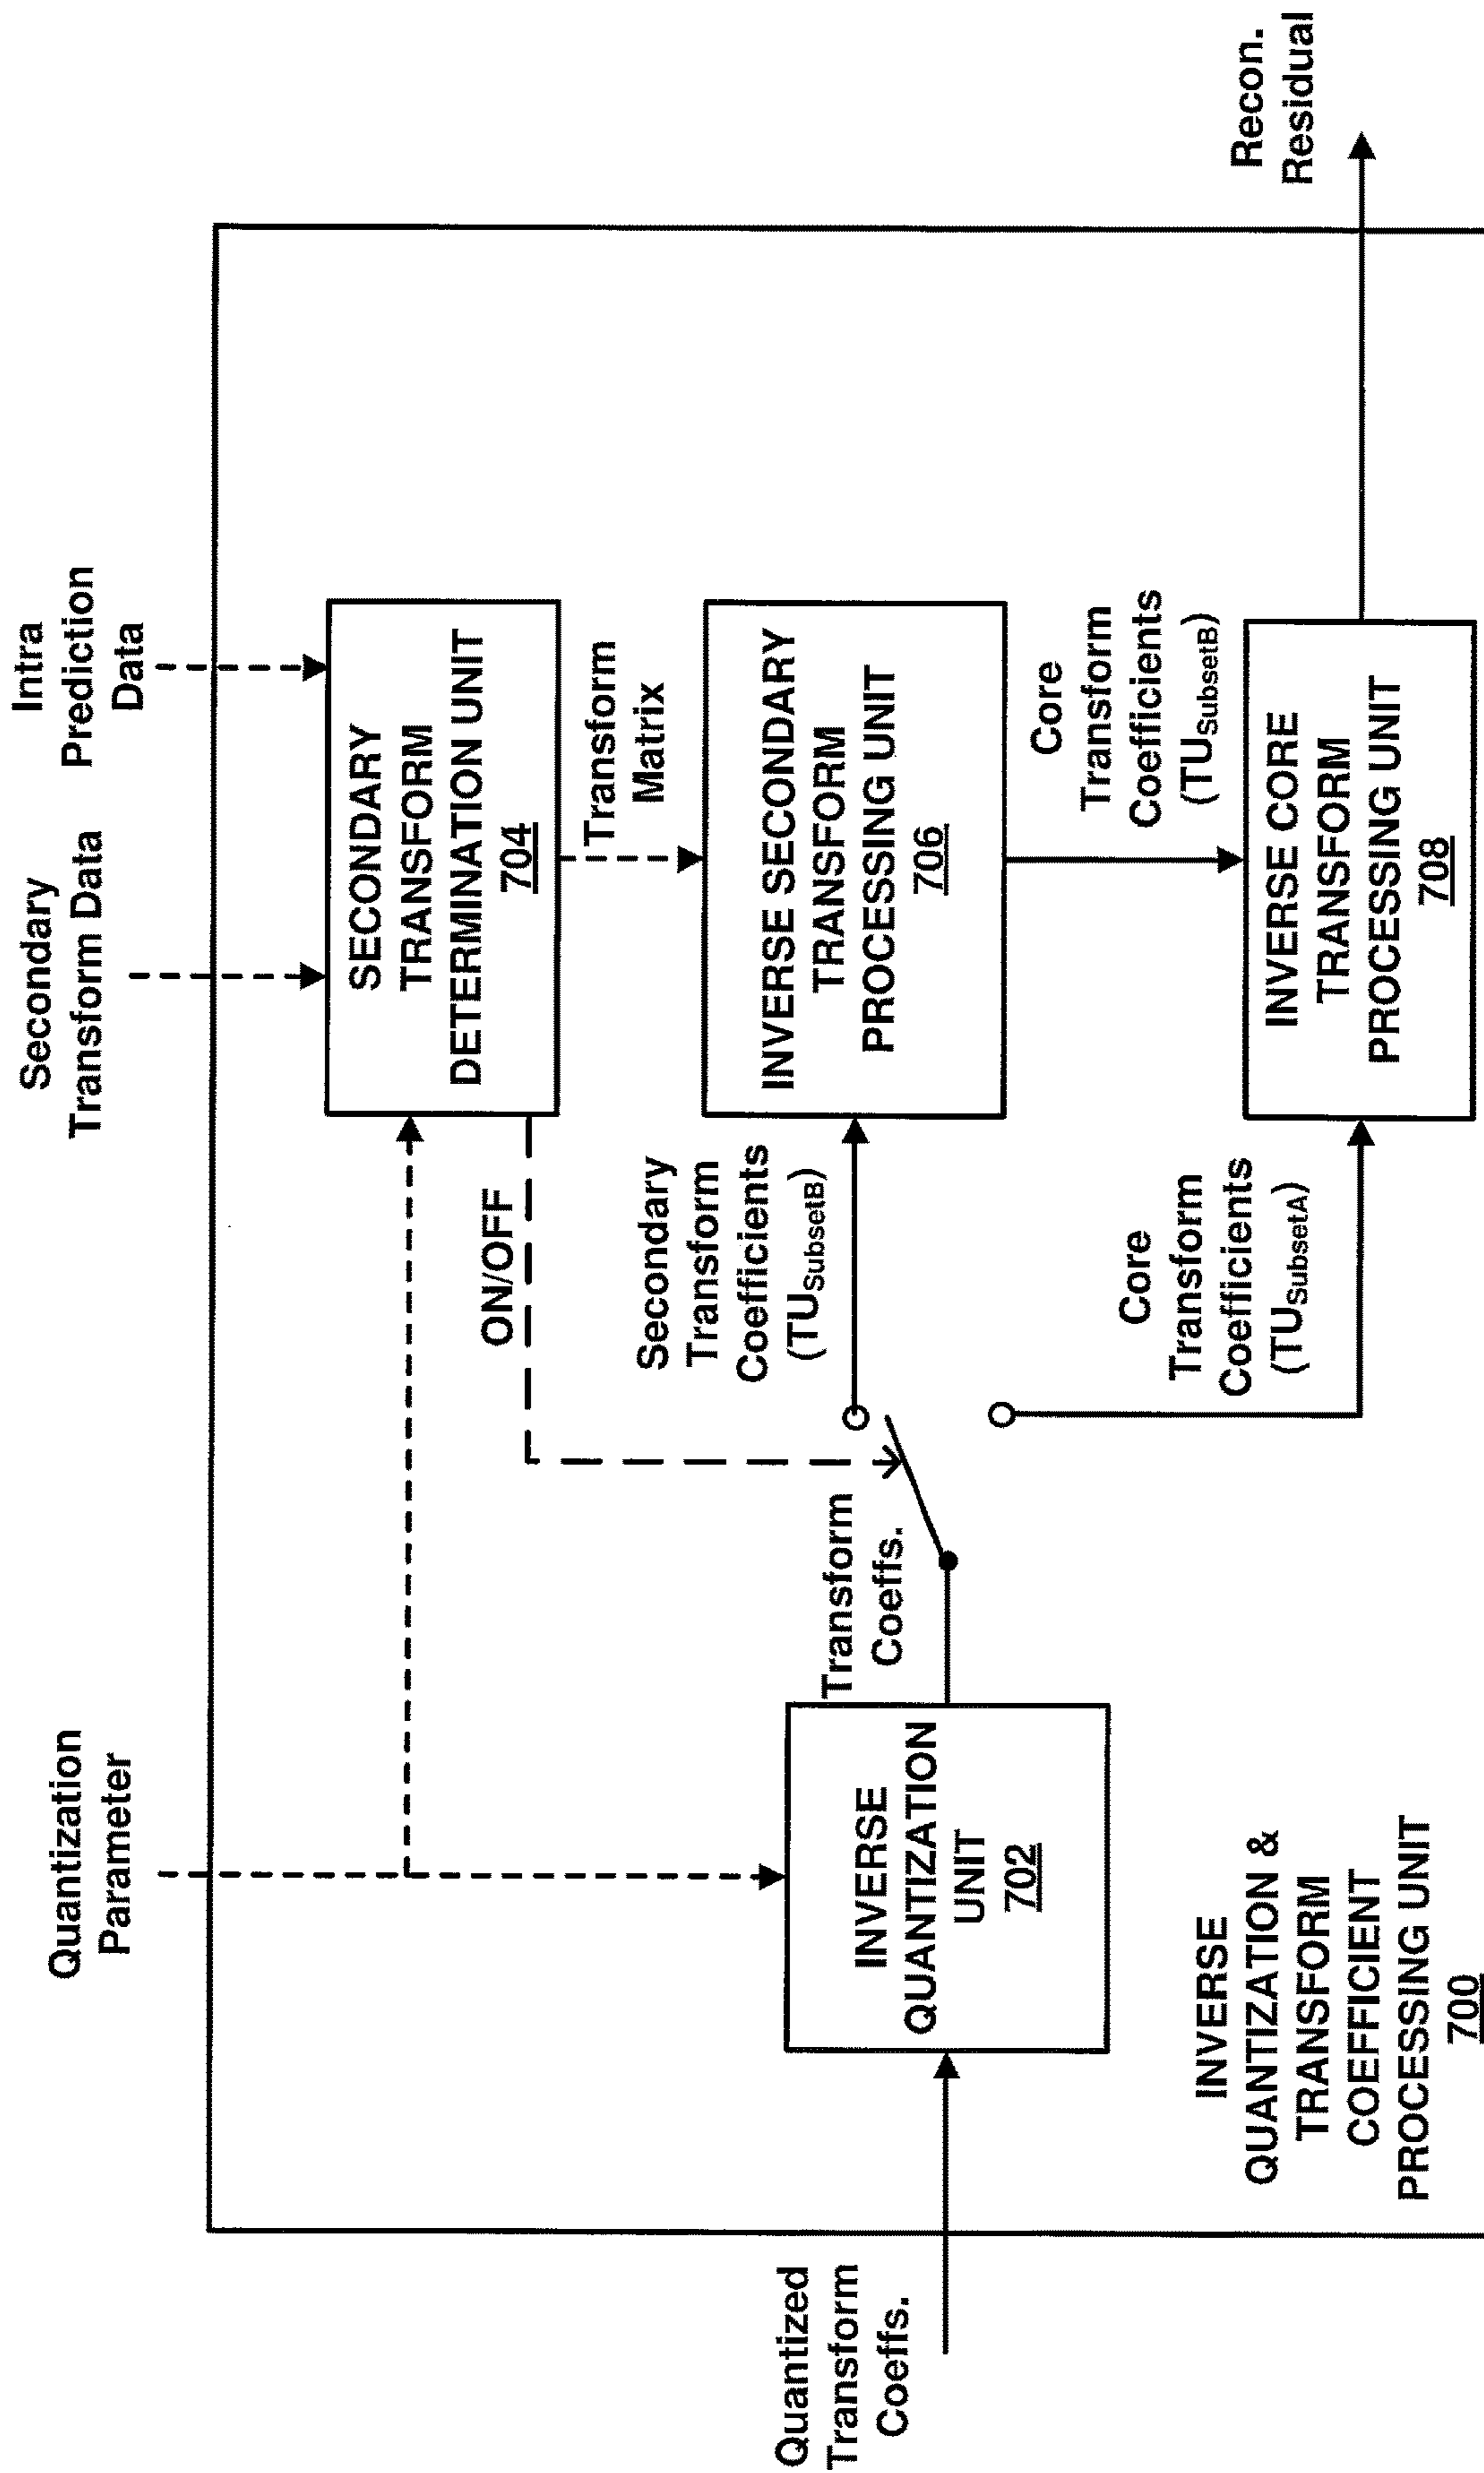 Quantization
Parameter
Secondary
Transform Data
Intra
Prediction
Data
SECONDARY
TRANSFORM
DETERMINATION UNIT
704
ON/OFF
Transform
Matrix
Secondary
Transform
Coefficients
(TUSubsetB)
INVERSE SECONDARY
TRANSFORM
PROCESSING UNIT
706
Quantized
Transform
Coeffs.
INVERSE
QUANTIZATION
UNIT
702
Transform
Coeffs.
Core
Transform
Coefficients
(TUSubsetB)
Core
Transform
Coefficients
(TUSubsetA)
INVERSE CORE
TRANSFORM
PROCESSING UNIT
708
Recon.
Residual
INVERSE
QUANTIZATION &
TRANSFORM
COEFFICIENT
PROCESSING UNIT
700